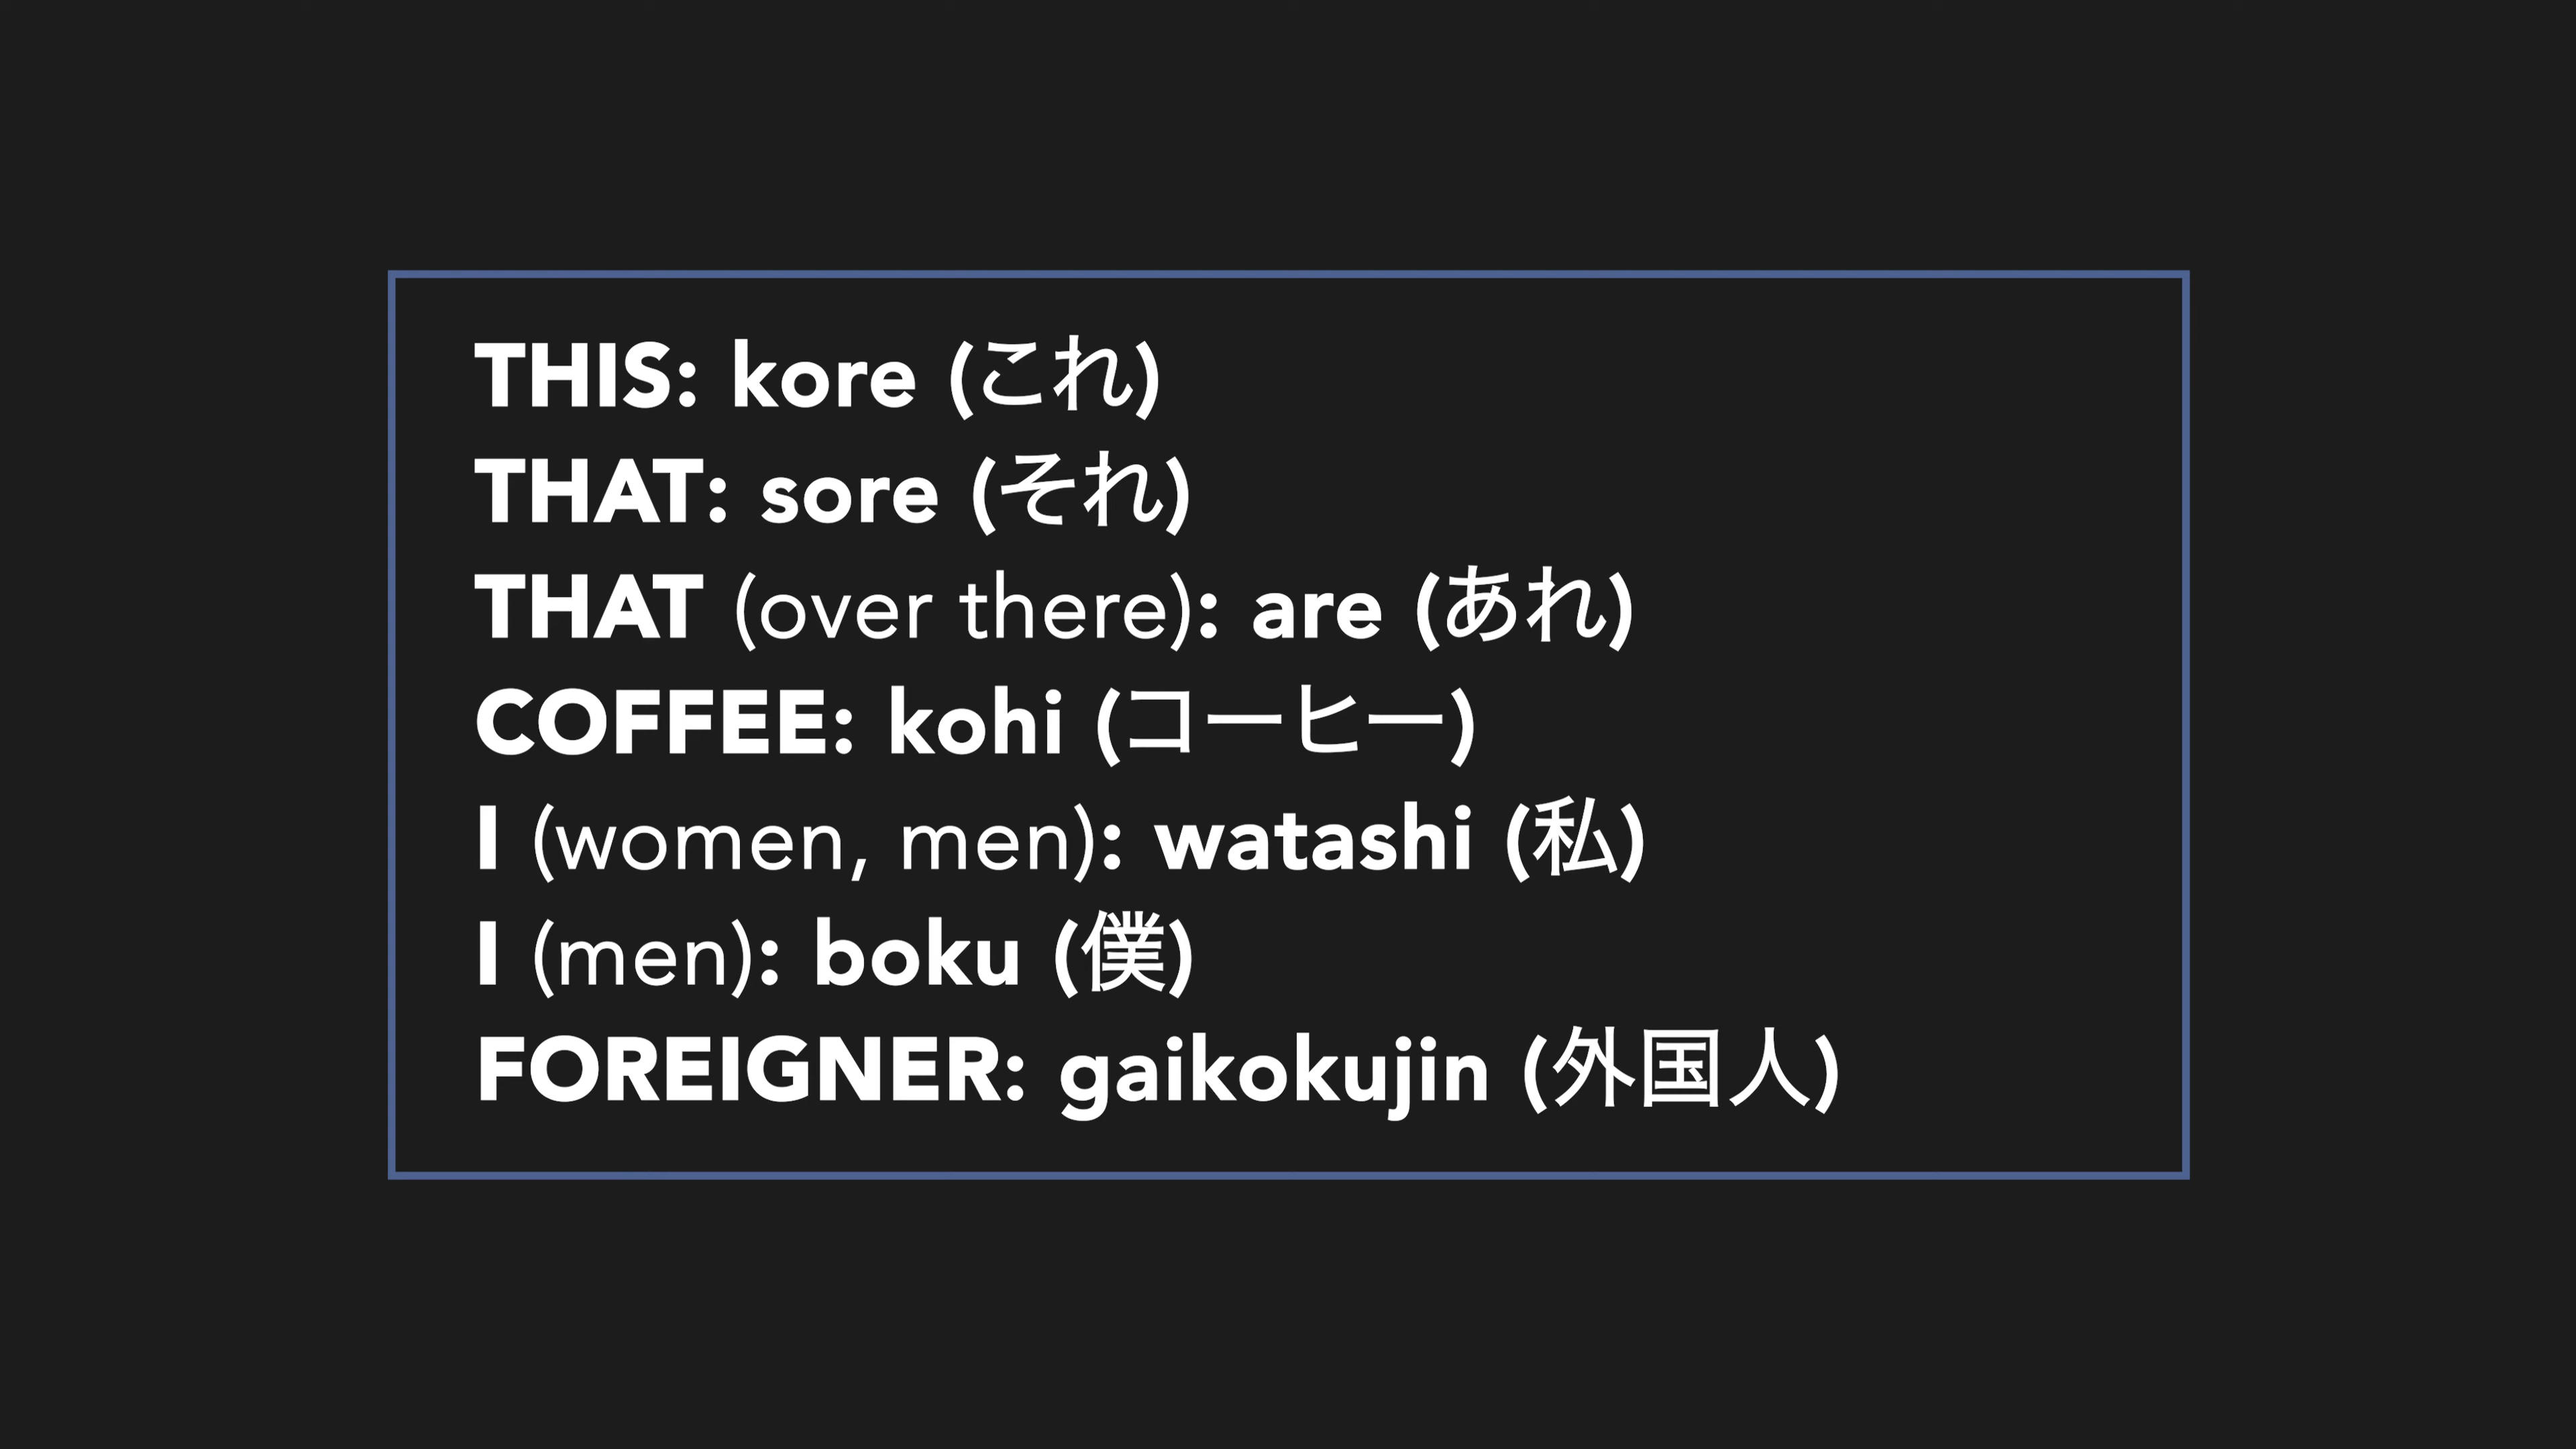 THIS: kore (これ)
THAT: sore (それ)
THAT (over there): are (あれ)
COFFEE: kohi (コーヒー)
I (women, men): watashi (私)
I (men): boku (僕)
FOREIGNER: gaikokujin (外国人)